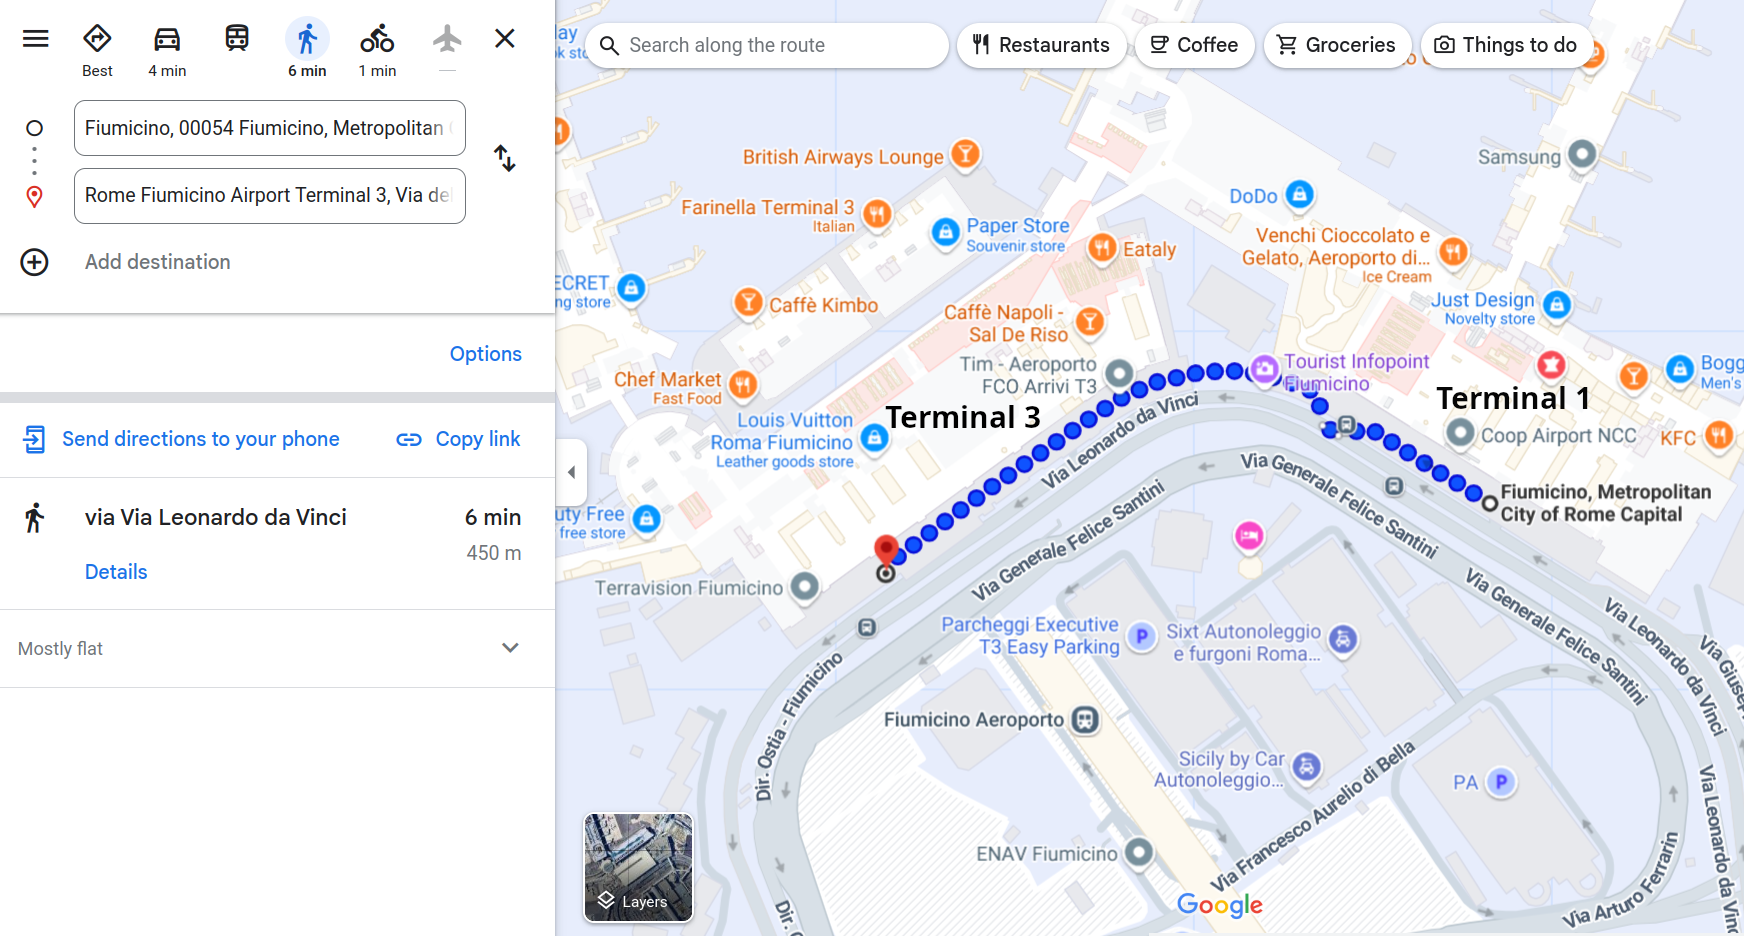 Best
4 min
6 min
1 min
—
Fiumicino, 00054 Fiumicino, Metropolitan
Rome Fiumicino Airport Terminal 3, Via de
Add destination
Options
Send directions to your phone
Copy link
via Via Leonardo da Vinci
6 min
450 m
Details
Mostly flat
Search along the route
Restaurants
Coffee
Groceries
Things to do
British Airways Lounge
Samsung
Farinella Terminal 3
Italian
DoDo
Paper Store
Souvenir store
Eataly
Venchi Cioccolato e
Gelato, Aeroporto di...
Ice Cream
ECRET
ng store
Caffè Kimbo
Caffè Napoli -
Sal De Riso
Just Design
Novelty store
Tim - Aeroporto
FCO Arrivi T3
Tourist Infopoint
Fiumicino
Bogg
Men's
Chef Market
Fast Food
Terminal 3
Terminal 1
Louis Vuitton
Roma Fiumicino
Leather goods store
Coop Airport NCC
KFC
Via Leonardo da Vinci
Via Generale Felice Santini
Via Generale Felice Santini
Fiumicino, Metropolitan
City of Rome Capital
uty Free
free store
Terravision Fiumicino
Parcheggi Executive
T3 Easy Parking
P
Sixt Autonoleggio
e furgoni Roma...
Via Generale Felice Santini
Via Leonardo da Vinci
Via Giusep
Dir. Ostia - Fiumicino
Fiumicino Aeroporto
Sicily by Car
Autonoleggio...
PA
P
Via Francesco Aurelio di Bella
Via Leonardo da Vinc
ENAV Fiumicino
Via Arturo Ferrarin
Layers
Google
Dir.